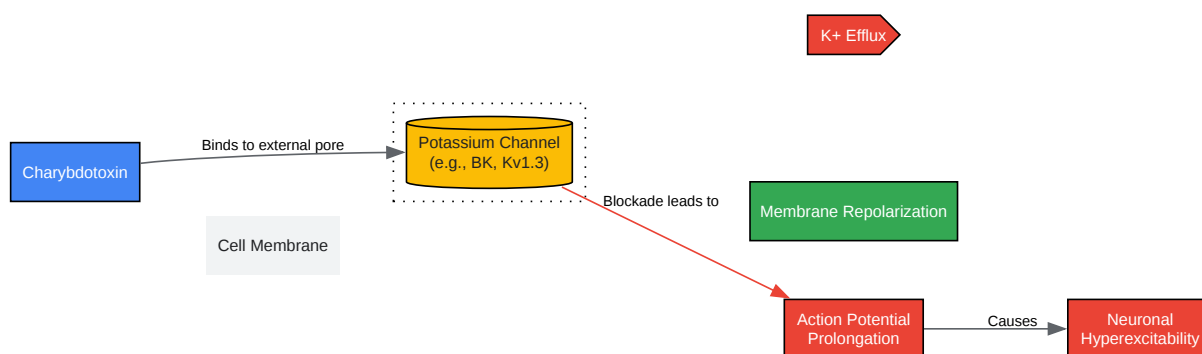 K+ Efflux
Charybdotoxin
Binds to external pore
Potassium Channel
(e.g., BK, Kv1.3)
Cell Membrane
Blockade leads to
Membrane Repolarization
Action Potential
Prolongation
Causes
Neuronal
Hyperexcitability